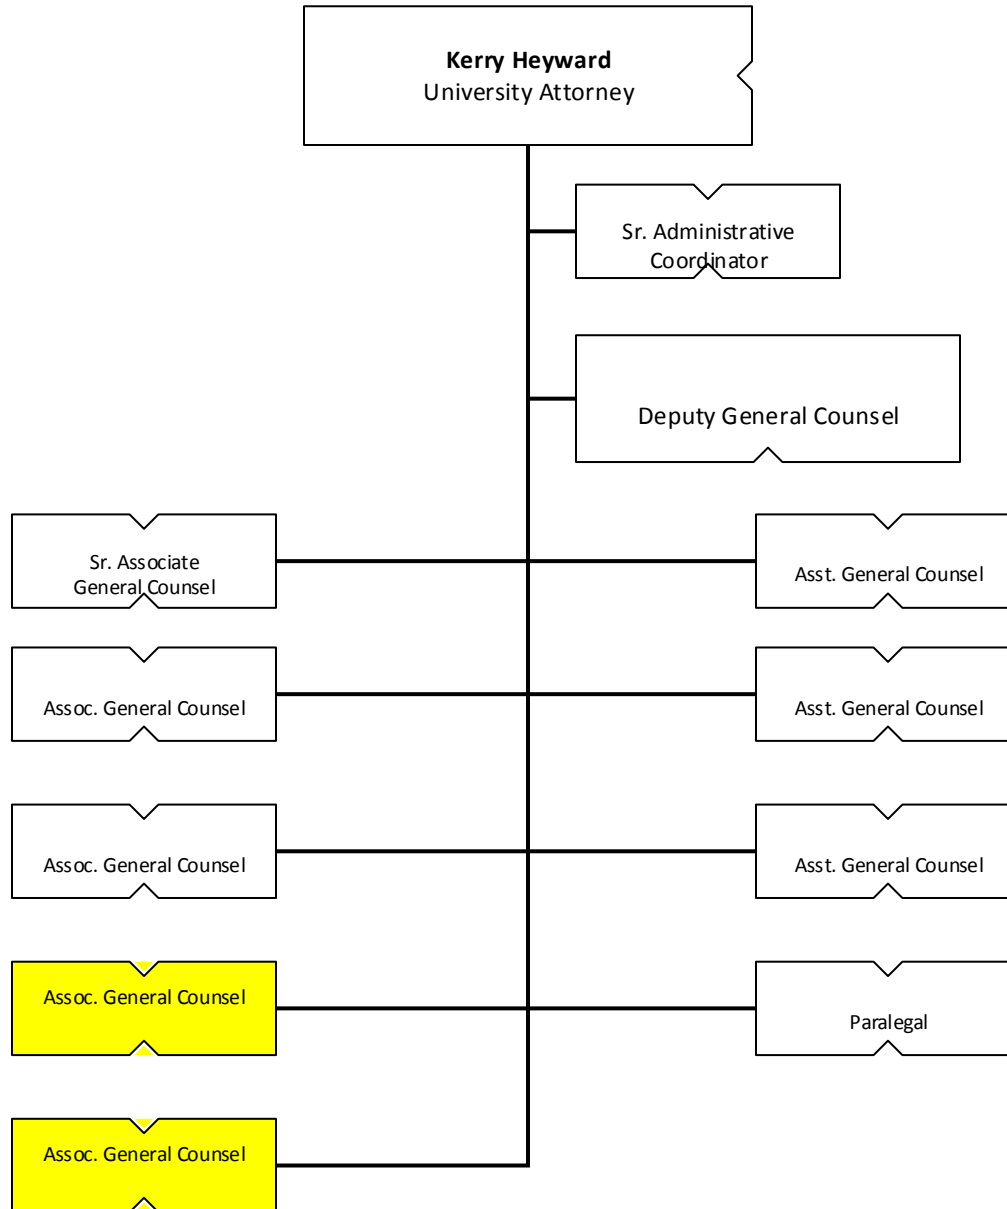 Kerry Heyward
University Attorney
Sr. Administrative
Coordinator
Deputy General Counsel
Sr. Associate
General Counsel
Asst. General Counsel
Assoc. General Counsel
Asst. General Counsel
Assoc. General Counsel
Asst. General Counsel
Assoc. General Counsel
Paralegal
Assoc. General Counsel